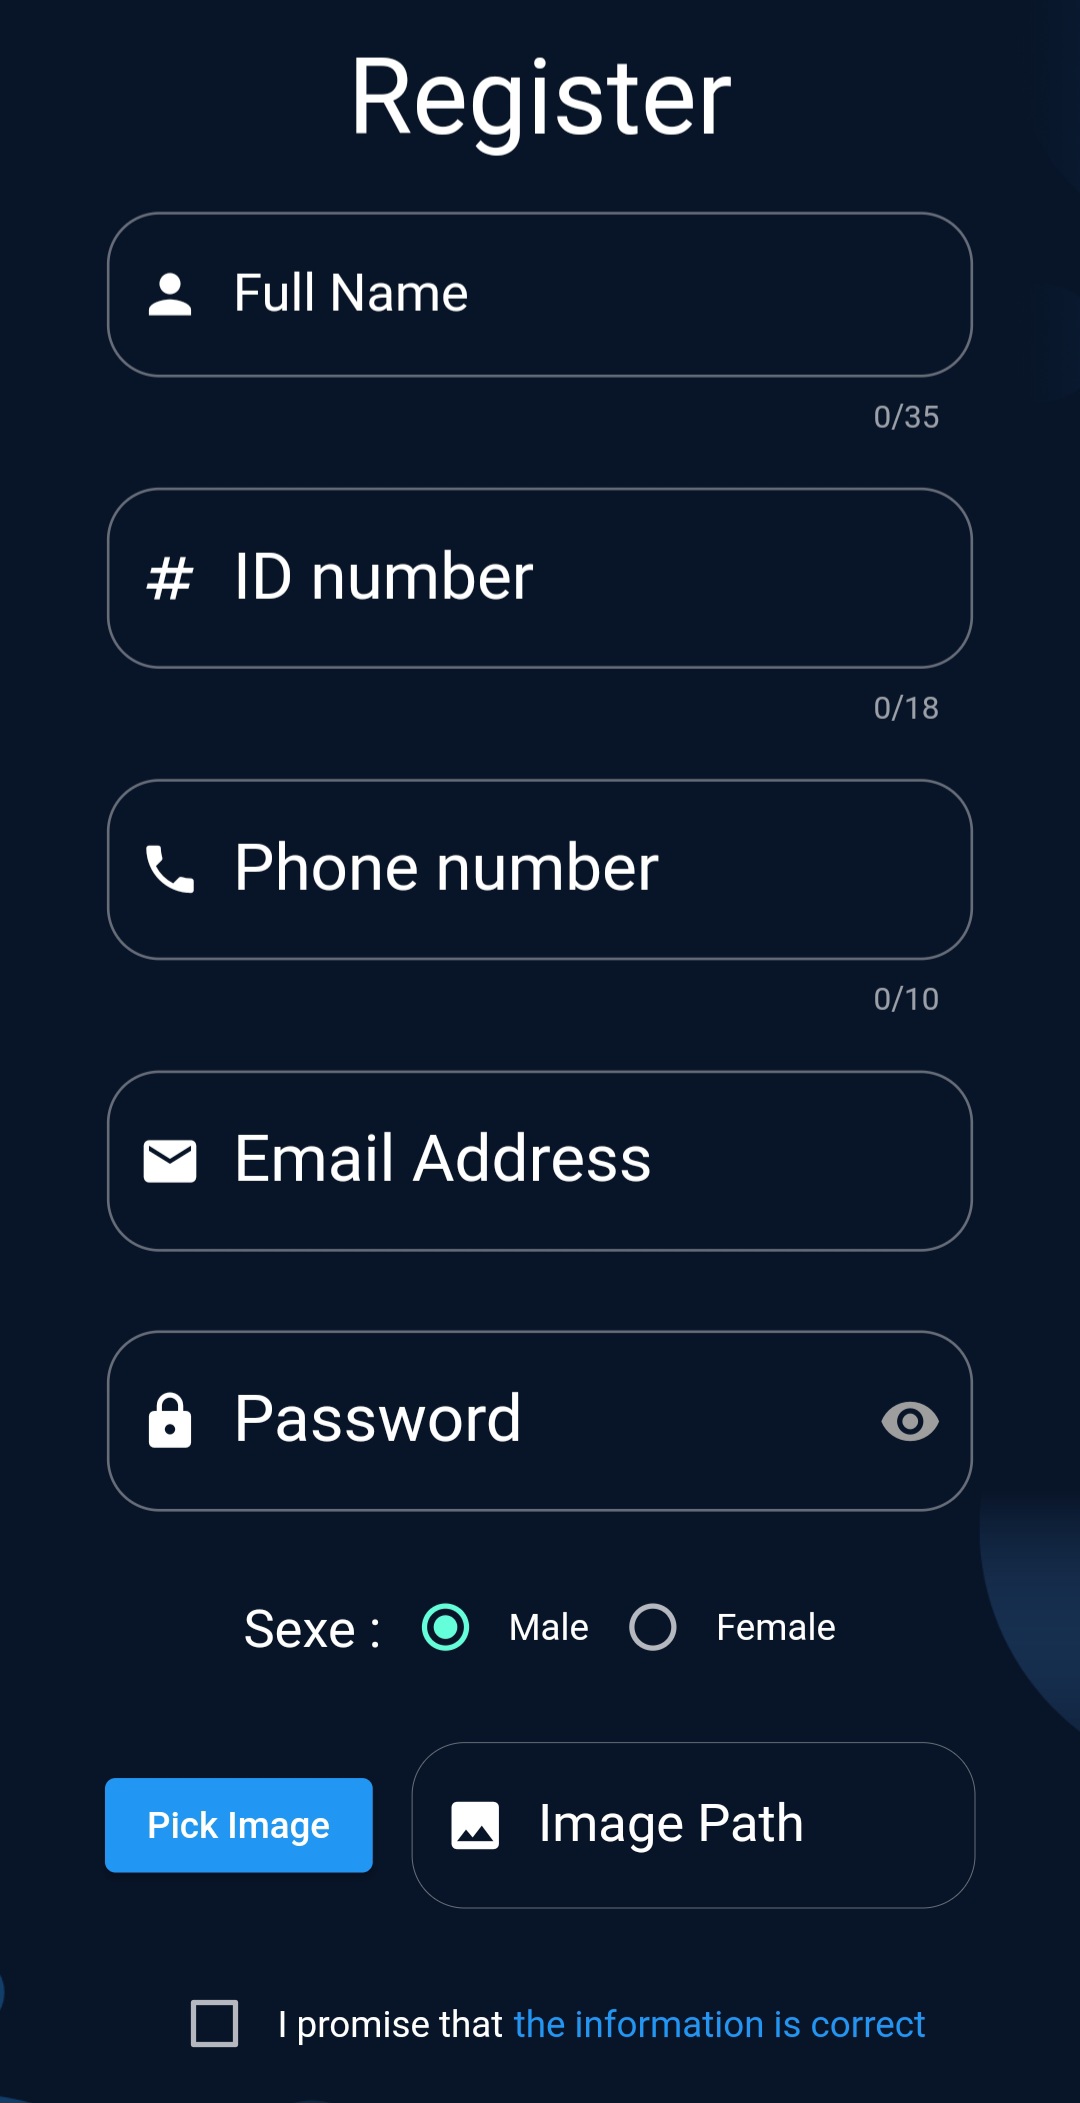 Register
Full Name
0/35
# ID number
0/18
Phone number
0/10
Email Address
Password
Sexe : Male Female
Pick Image Image Path
I promise that the information is correct